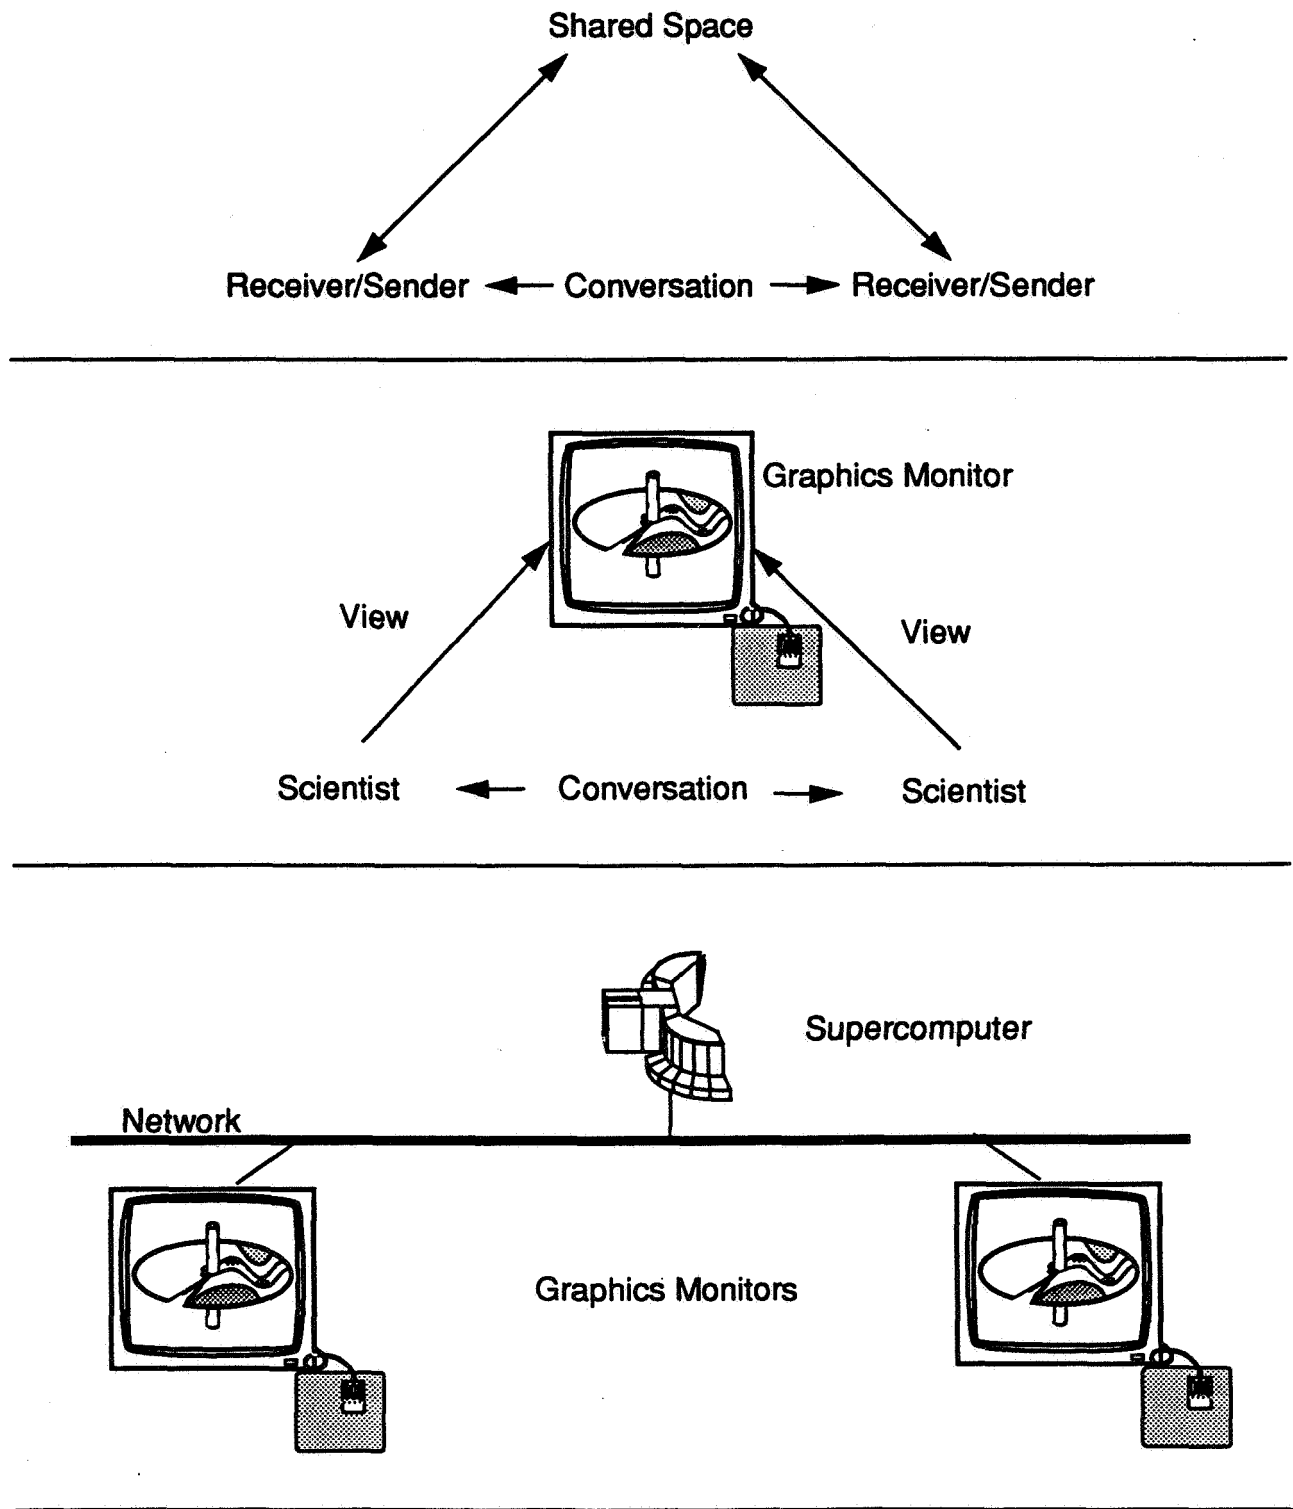 Shared Space
Receiver/Sender Conversation Receiver/Sender
Graphics Monitor
View
View
Scientist Conversation Scientist
Supercomputer
Network
Graphics Monitors